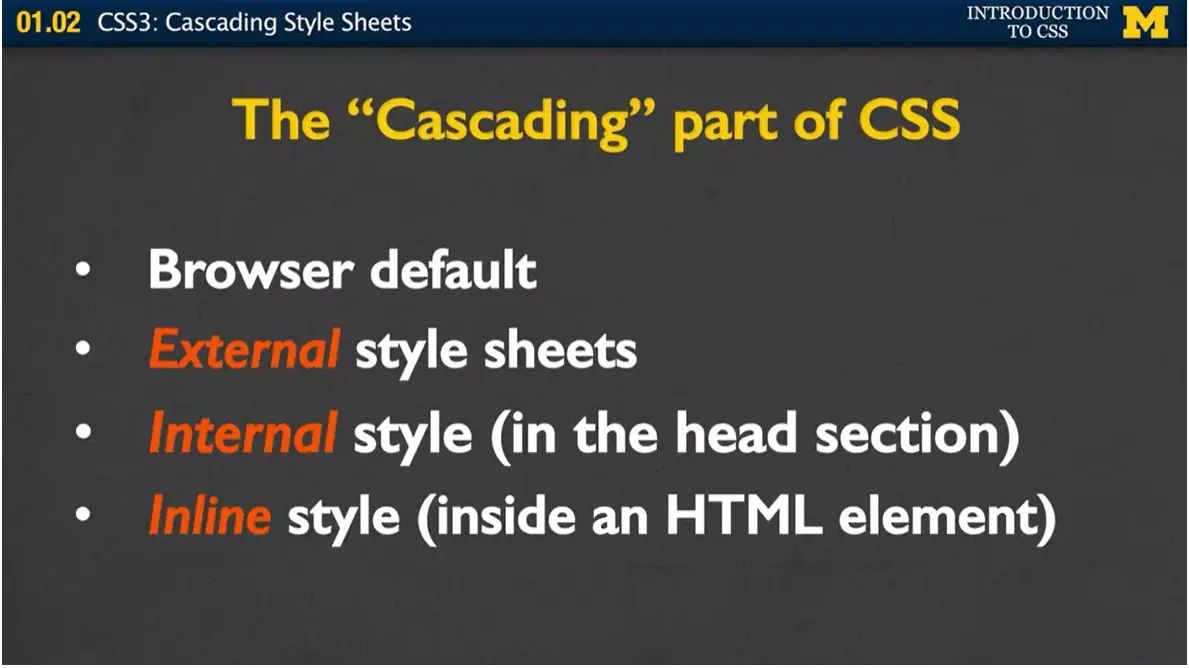 01.02 CSS3: Cascading Style Sheets
INTRODUCTION
TO CSS
M
The “Cascading” part of CSS
• Browser default
• External style sheets
• Internal style (in the head section)
• Inline style (inside an HTML element)